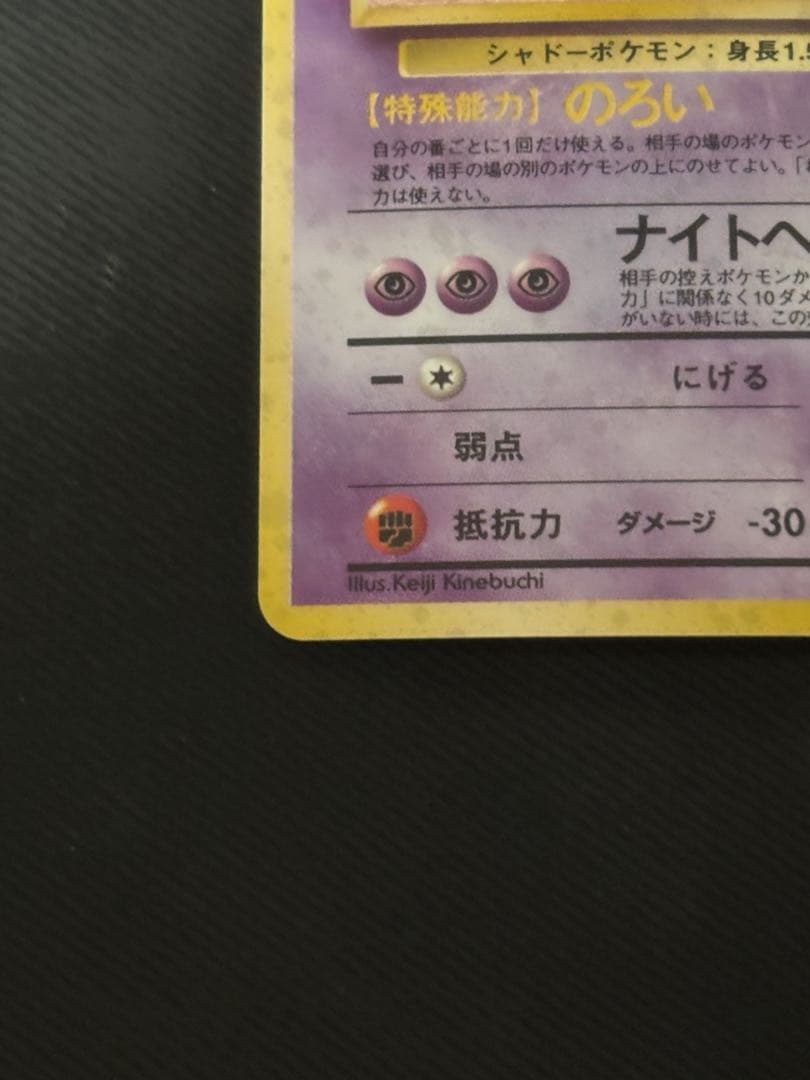 シャドーポケモン：身長1.5
【特殊能力】 のろい
自分の番ごとに1回だけ使える。相手の場のポケモン
選び、相手の場の別のポケモンの上にのせてよい。「
力は使えない。
ナイトヘ
相手の控えポケモンか
力」に関係なく10ダメ
がいない時には、この
ー にげる
弱点
抵抗力 ダメージ -30
Illus.Keiji Kinebuchi